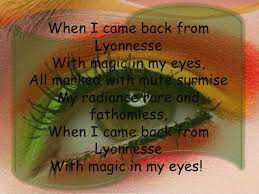 When I came back from
Lyonnesse
With magic in my eyes,
All marked with mute surmise
My radiance rare and
fathomless,
When I came back from
Lyonnesse
With magic in my eyes!